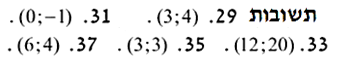 תשובות 29. (3;4). 31. (0;−1).
33. (12;20). 35. (3;3). 37. (6;4).